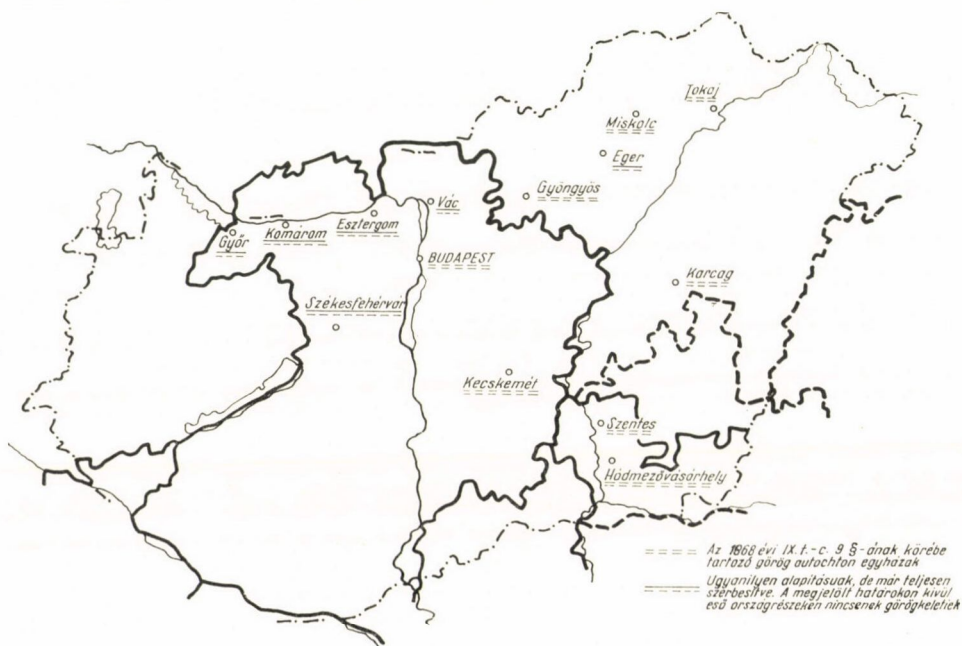 Tokaj
Miskolc
Eger
Gyöngyös
Vác
Esztergom
Komárom
Győr
BUDAPEST
Karcag
Székesfehérvár
Kecskemét
Szentes
Hódmezővásárhely
Az 1868 évi IX.t.-c. 9 §-ának körébe
tartozó görög autochton egyházak
Ugyanilyen alapításuak, de már teljesen
szerbesítve. A megjelölt határokon kívül
eső országrészeken nincsenek görögkeletiek